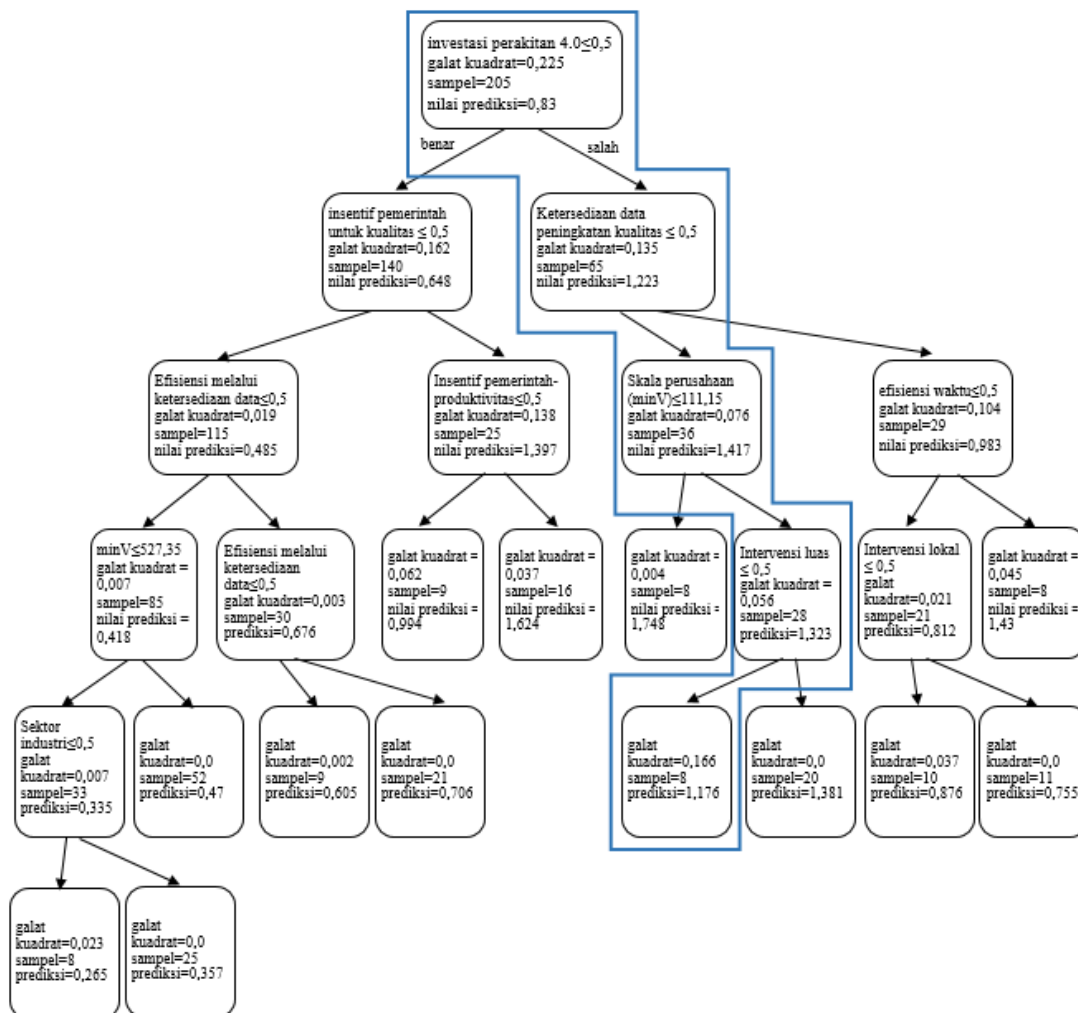 investasi perakitan 4.0≤0,5
galat kuadrat=0,225
sampel=205
nilai prediksi=0,83
benar
salah
insentif pemerintah
untuk kualitas ≤ 0,5
galat kuadrat=0,162
sampel=140
nilai prediksi=0,648
Ketersediaan data
peningkatan kualitas ≤ 0,5
galat kuadrat=0,135
sampel=65
nilai prediksi=1,223
Efisiensi melalui
ketersediaan data≤0,5
galat kuadrat=0,019
sampel=115
nilai prediksi=0,485
Insentif pemerintah-
produktivitas≤0,5
galat kuadrat=0,138
sampel=25
nilai prediksi=1,397
Skala perusahaan
(minV)≤111,15
galat kuadrat=0,076
sampel=36
nilai prediksi=1,417
efisiensi waktu≤0,5
galat kuadrat=0,104
sampel=29
nilai prediksi=0,983
minV≤527,35
galat kuadrat =
0,007
sampel=85
nilai prediksi =
0,418
Efisiensi melalui
ketersediaan
data≤0,5
galat kuadrat=0,003
sampel=30
prediksi=0,676
galat kuadrat =
0,062
sampel=9
nilai prediksi =
0,994
galat kuadrat =
0,037
sampel=16
nilai prediksi =
1,624
galat kuadrat =
0,004
sampel=8
nilai prediksi =
1,748
Intervensi luas
≤ 0,5
galat kuadrat =
0,056
sampel=28
prediksi=1,323
Intervensi lokal
≤ 0,5
galat
kuadrat=0,021
sampel=21
prediksi=0,812
galat kuadrat =
0,045
sampel=8
nilai prediksi =
1,43
Sektor
industri≤0,5
galat
kuadrat=0,007
sampel=33
prediksi=0,335
galat
kuadrat=0,0
sampel=52
prediksi=0,47
galat
kuadrat=0,002
sampel=9
prediksi=0,605
galat
kuadrat=0,0
sampel=21
prediksi=0,706
galat
kuadrat=0,166
sampel=8
prediksi=1,176
galat
kuadrat=0,0
sampel=20
prediksi=1,381
galat
kuadrat=0,037
sampel=10
prediksi=0,876
galat
kuadrat=0,0
sampel=11
prediksi=0,755
galat
kuadrat=0,023
sampel=8
prediksi=0,265
galat
kuadrat=0,0
sampel=25
prediksi=0,357